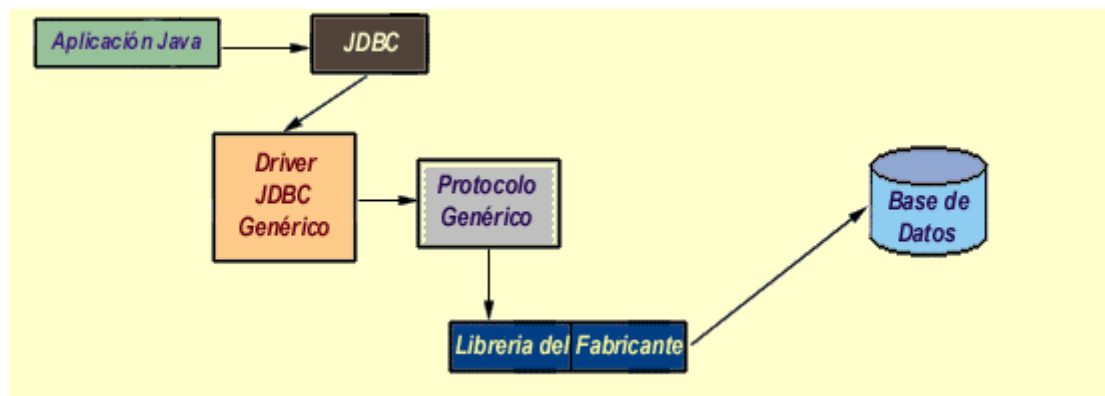 Aplicación Java
JDBC
Driver
JDBC
Genérico
Protocolo
Genérico
Base de
Datos
Libreria del Fabricante